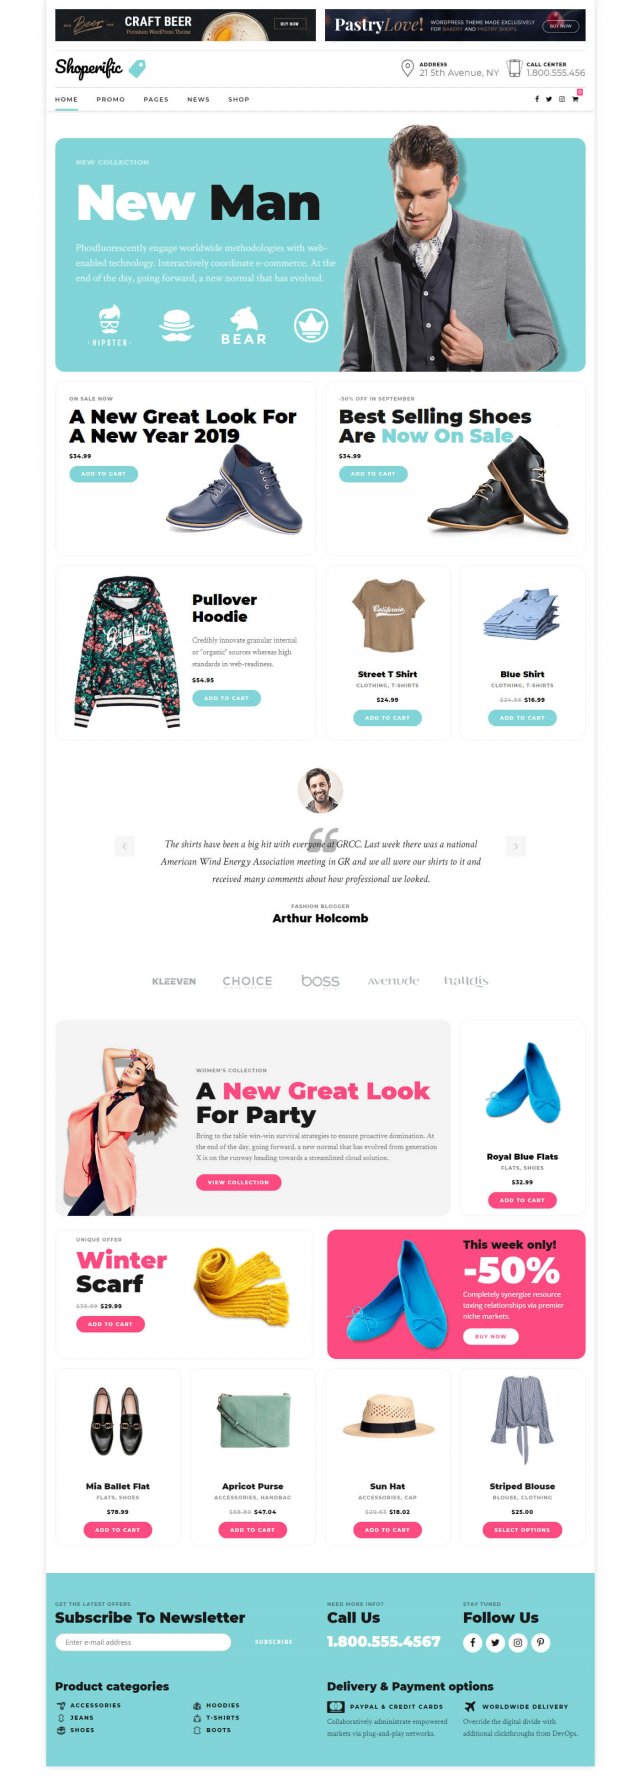 Beer
CRAFT BEER
Premium WordPress Theme
BUY NOW
PastryLove!
WORDPRESS THEME MADE EXCLUSIVELY
FOR BAKERY AND PASTRY SHOPS
BUY NOW
Shoperific
ADDRESS
21 5th Avenue, NY
CALL CENTER
1.800.555.456
HOME PROMO PAGES NEWS SHOP
NEW COLLECTION
New Man
Phosfluorescently engage worldwide methodologies with web-
enabled technology. Interactively coordinate e-commerce. At the
end of the day, going forward, a new normal that has evolved.
HIPSTER
BEAR
ON SALE NOW
A New Great Look For
A New Year 2019
$34.99
ADD TO CART
-50% OFF IN SEPTEMBER
Best Selling Shoes
Are Now On Sale
$34.99
ADD TO CART
Pullover
Hoodie
Credibly innovate granular internal
or "organic" sources whereas high
standards in web-readiness.
$54.95
ADD TO CART
California
Street T Shirt
CLOTHING, T-SHIRTS
$24.99
ADD TO CART
Blue Shirt
CLOTHING, T-SHIRTS
$16.99
ADD TO CART
The shirts have been a big hit with everyone at GRCC. Last week there was a national
American Wind Energy Association meeting in GR and we all wore our shirts to it and
received many comments about how professional we looked.
FASHION BLOGGER
Arthur Holcomb
KLEEVEN
CHOICE
boss
avenude
halldis
WOMEN'S COLLECTION
A New Great Look
For Party
Bring to the table win-win survival strategies to ensure proactive domination. At
the end of the day, going forward, a new normal that has evolved from generation
X is on the runway heading towards a streamlined cloud solution.
VIEW COLLECTION
Royal Blue Flats
FLATS, SHOES
$32.99
ADD TO CART
UNIQUE OFFER
Winter
Scarf
$39.99 $29.99
ADD TO CART
This week only!
-50%
Completely synergize resource
taxing relationships via premier
niche markets.
BUY NOW
Mia Ballet Flat
FLATS, SHOES
$78.99
ADD TO CART
Apricot Purse
ACCESSORIES, HANDBAG
$58.80 $47.04
ADD TO CART
Sun Hat
ACCESSORIES, CAP
$18.02
ADD TO CART
Striped Blouse
BLOUSE, CLOTHING
$25.00
SELECT OPTIONS
GET THE LATEST OFFERS
Subscribe To Newsletter
Enter e-mail address
SUBSCRIBE
NEED MORE INFO?
Call Us
1.800.555.4567
STAY TUNED
Follow Us
Product categories
ACCESSORIES
JEANS
SHOES
HOODIES
T-SHIRTS
BOOTS
Delivery & Payment options
PAYPAL & CREDIT CARDS
Collaboratively administrate empowered
markets via plug-and-play networks.
WORLDWIDE DELIVERY
Override the digital divide with
additional clickthroughs from DevOps.